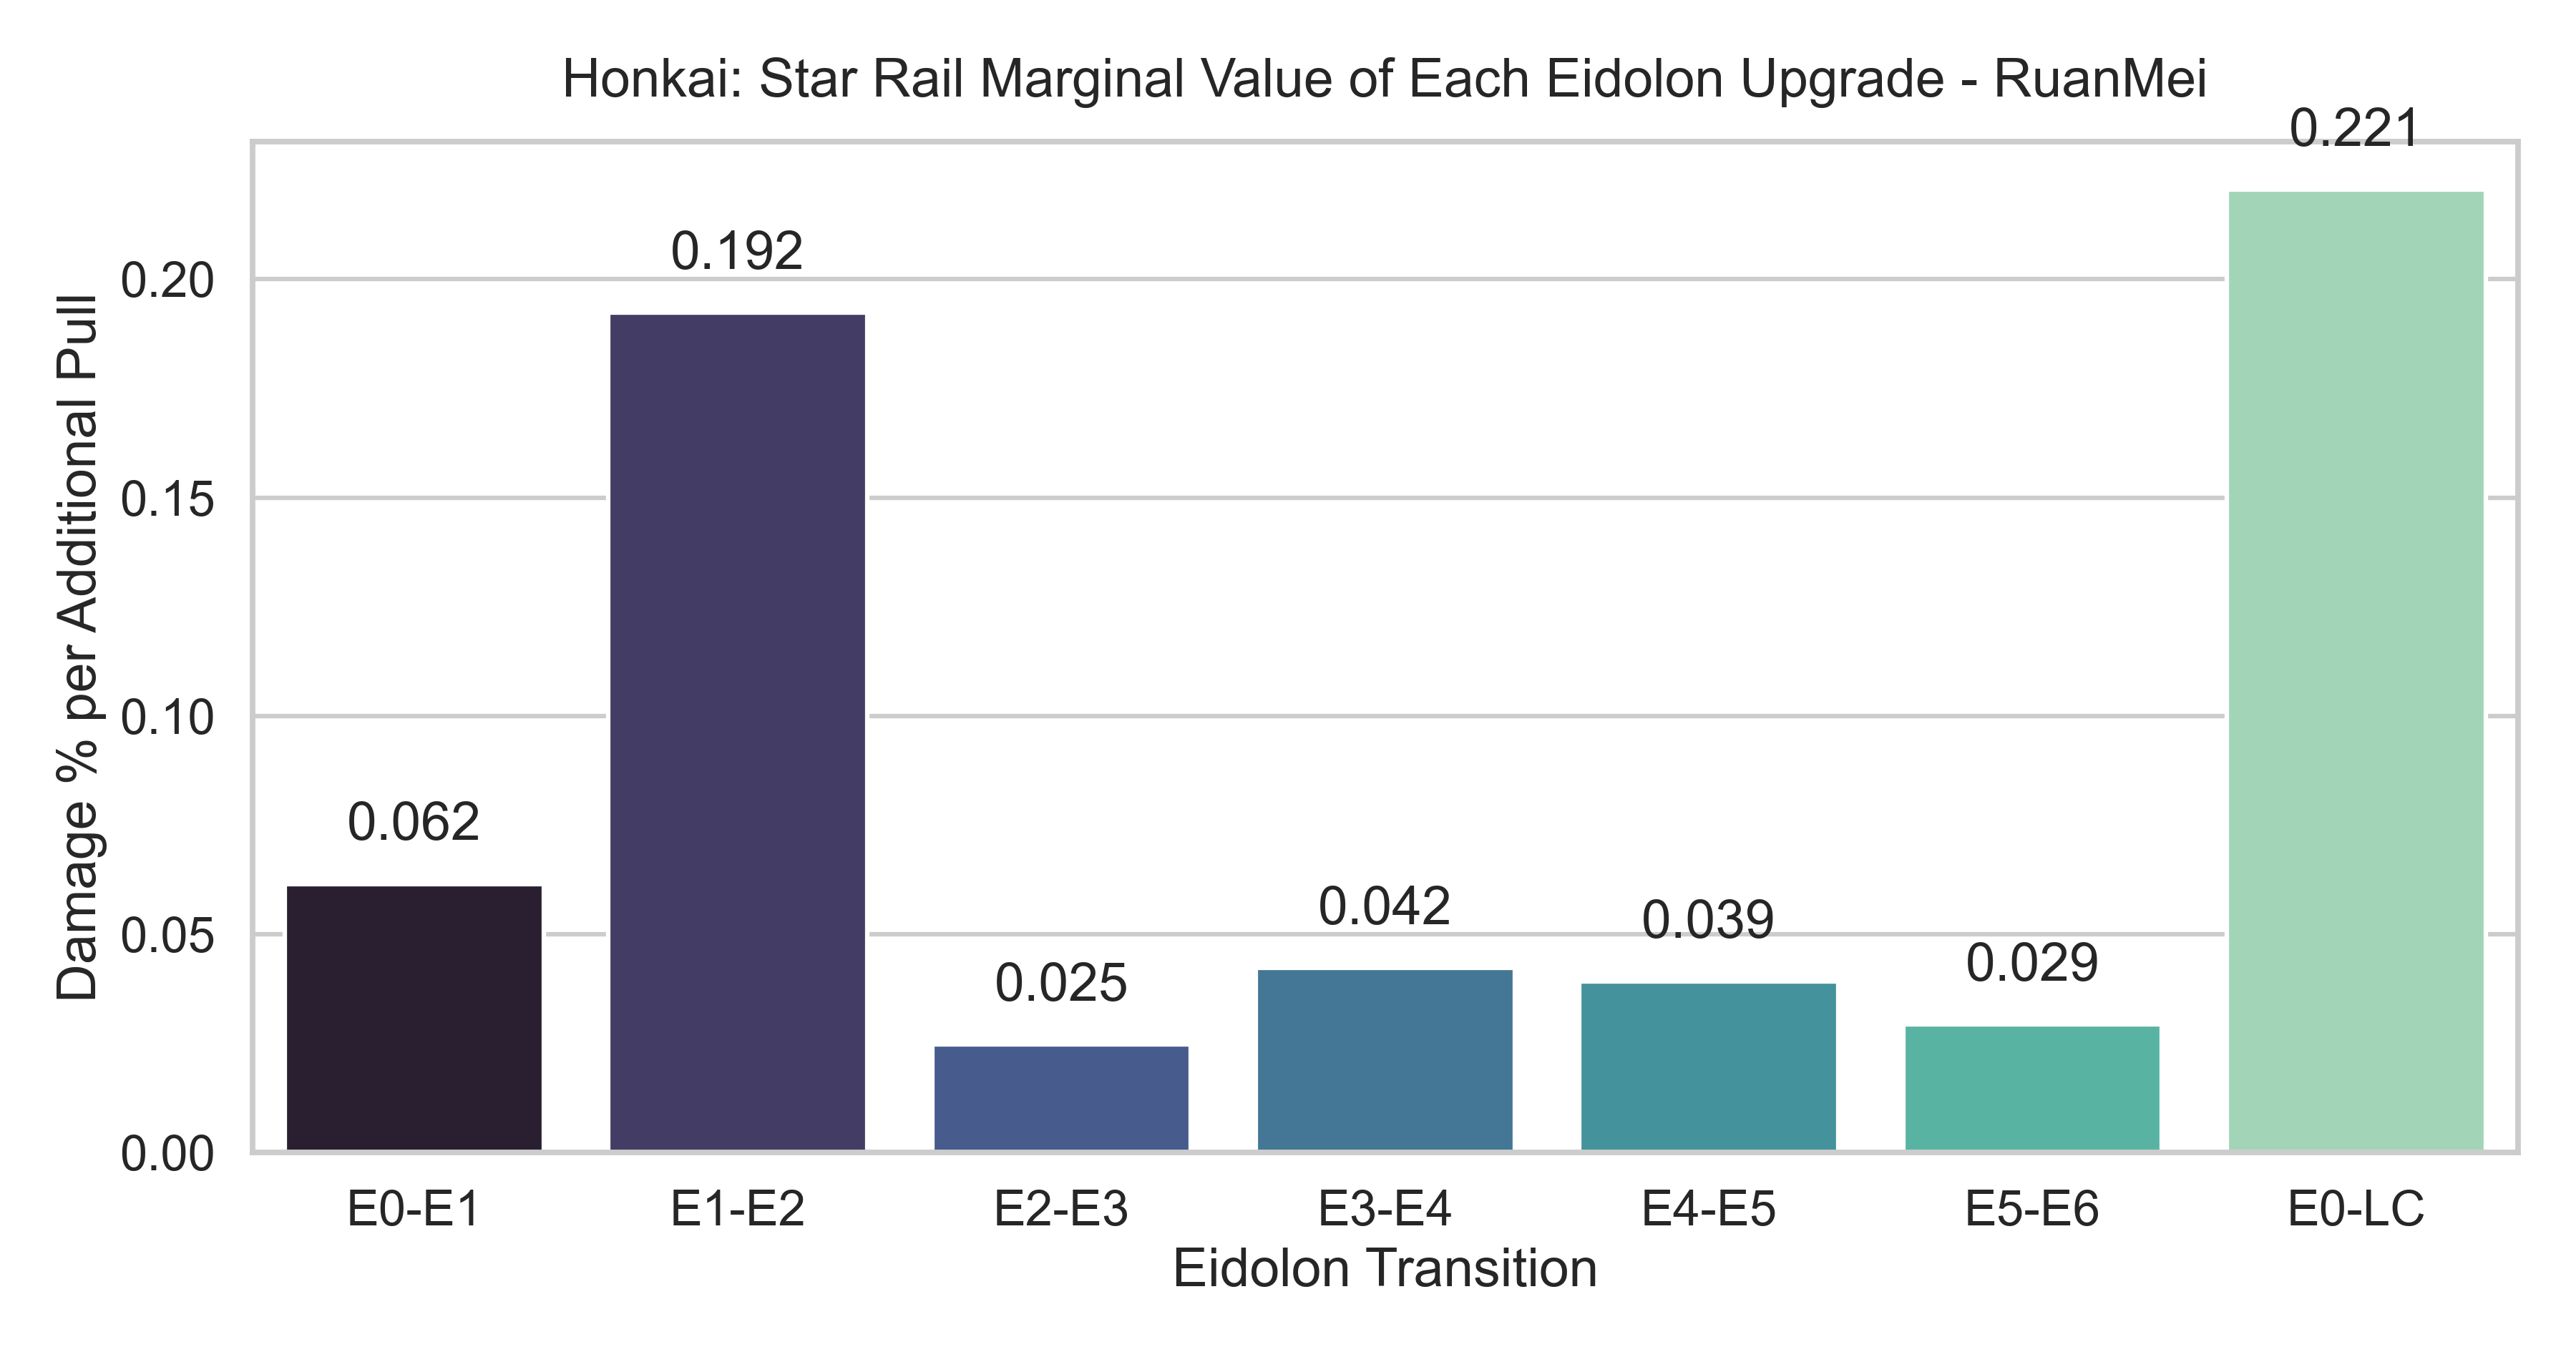 Honkai: Star Rail Marginal Value of Each Eidolon Upgrade - RuanMei
Damage % per Additional Pull
0.20
0.15
0.10
0.05
0.00
0.062
0.192
0.025
0.042
0.039
0.029
0.221
E0-E1
E1-E2
E2-E3
E3-E4
E4-E5
E5-E6
E0-LC
Eidolon Transition